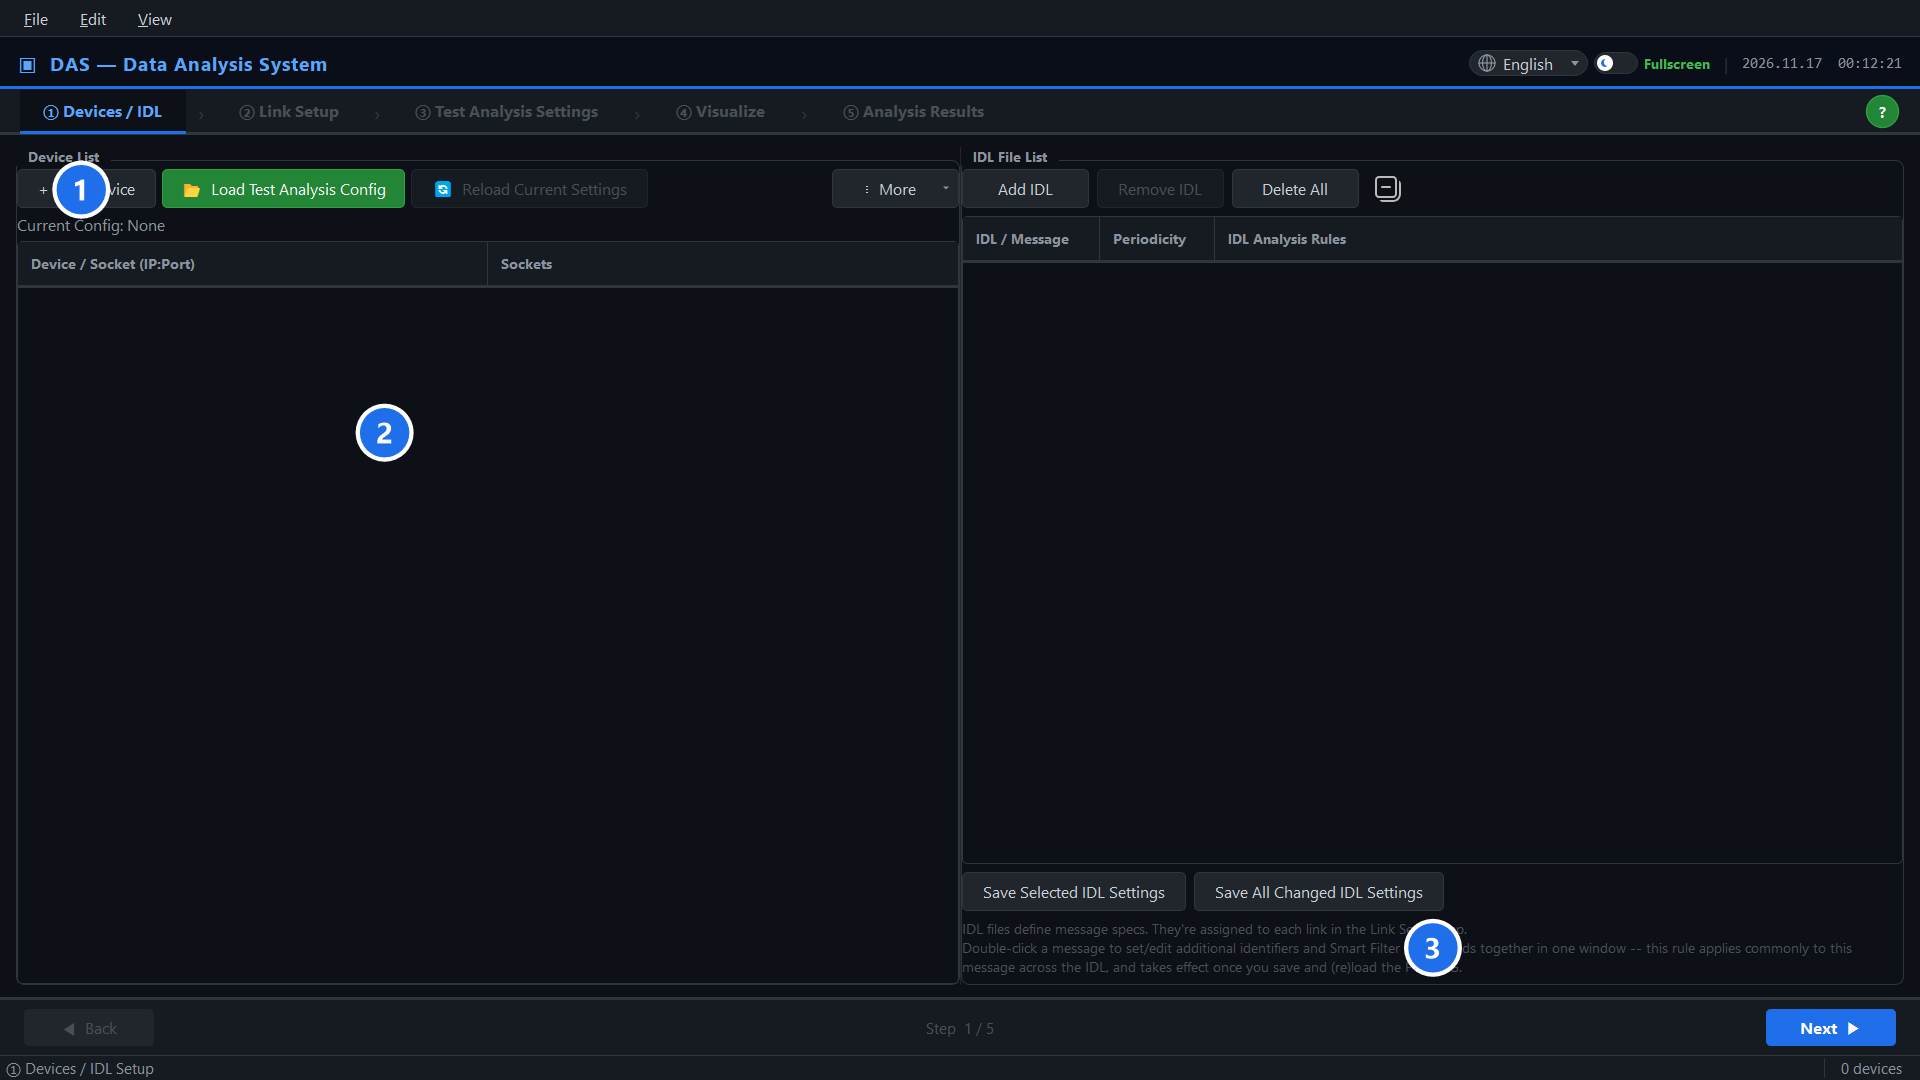 File Edit View
DAS — Data Analysis System
English Fullscreen | 2026.11.17 00:12:21
① Devices / IDL › ② Link Setup › ③ Test Analysis Settings › ④ Visualize › ⑤ Analysis Results ?
Device List
+ 1 vice Load Test Analysis Config Reload Current Settings ⋮ More
Current Config: None
Device / Socket (IP:Port) Sockets
2
IDL File List
Add IDL Remove IDL Delete All
IDL / Message Periodicity IDL Analysis Rules
Save Selected IDL Settings Save All Changed IDL Settings
IDL files define message specs. They're assigned to each link in the Link
Double-click a message to set/edit additional identifiers and Smart Filter 3 together in one window -- this rule applies commonly to this
message across the IDL, and takes effect once you save and (re)load the
◀ Back Step 1 / 5 Next ▶
① Devices / IDL Setup 0 devices